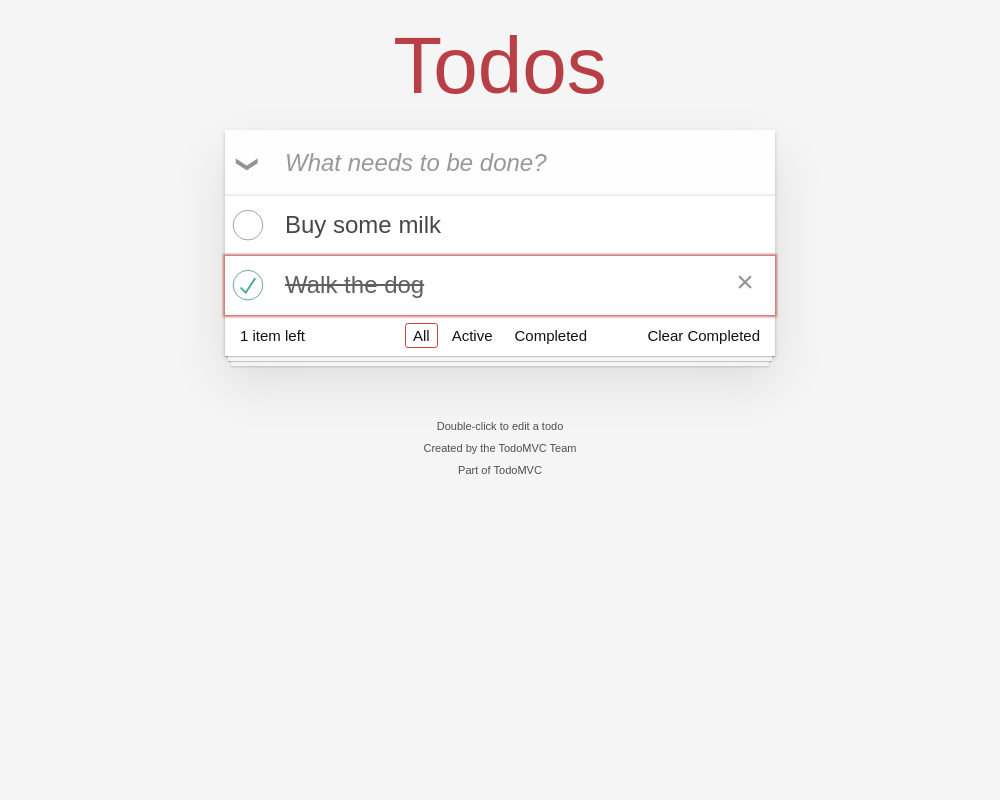 Todos
What needs to be done?
Buy some milk
Walk the dog
1 item left All Active Completed Clear Completed
Double-click to edit a todo
Created by the TodoMVC Team
Part of TodoMVC